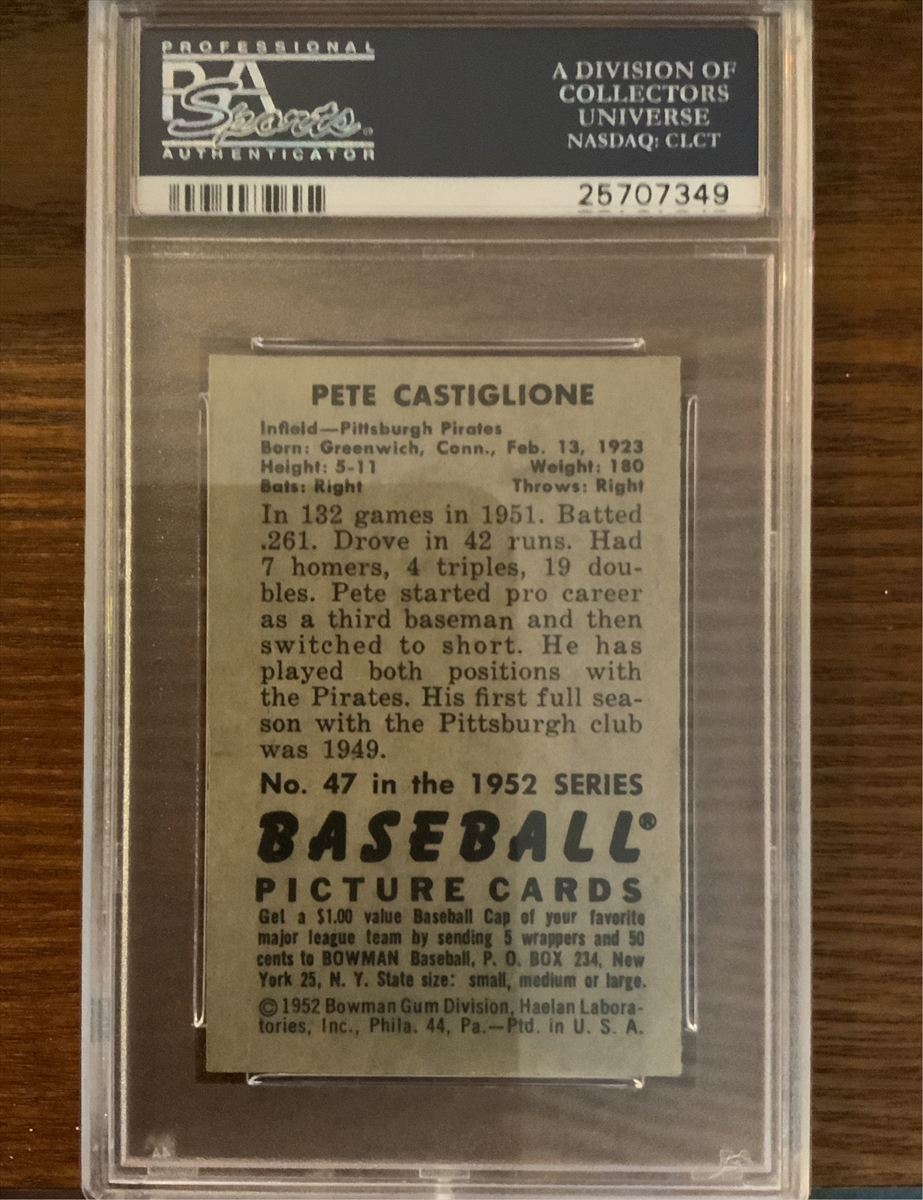 PROFESSIONAL
PSA
Sports
AUTHENTICATOR
A DIVISION OF
COLLECTORS
UNIVERSE
NASDAQ: CLCT
25707349
PETE CASTIGLIONE
Infield—Pittsburgh Pirates
Born: Greenwich, Conn., Feb. 13, 1923
Height: 5-11 Weight: 180
Bats: Right Throws: Right
In 132 games in 1951. Batted
.261. Drove in 42 runs. Had
7 homers, 4 triples, 19 dou-
bles. Pete started pro career
as a third baseman and then
switched to short. He has
played both positions with
the Pirates. His first full sea-
son with the Pittsburgh club
was 1949.
No. 47 in the 1952 SERIES
BASEBALL®
PICTURE CARDS
Get a $1.00 value Baseball Cap of your favorite
major league team by sending 5 wrappers and 50
cents to BOWMAN Baseball, P. O. BOX 234, New
York 25, N. Y. State size: small, medium or large.
© 1952 Bowman Gum Division, Haelan Labora-
tories, Inc., Phila. 44, Pa.—Ptd. in U. S. A.